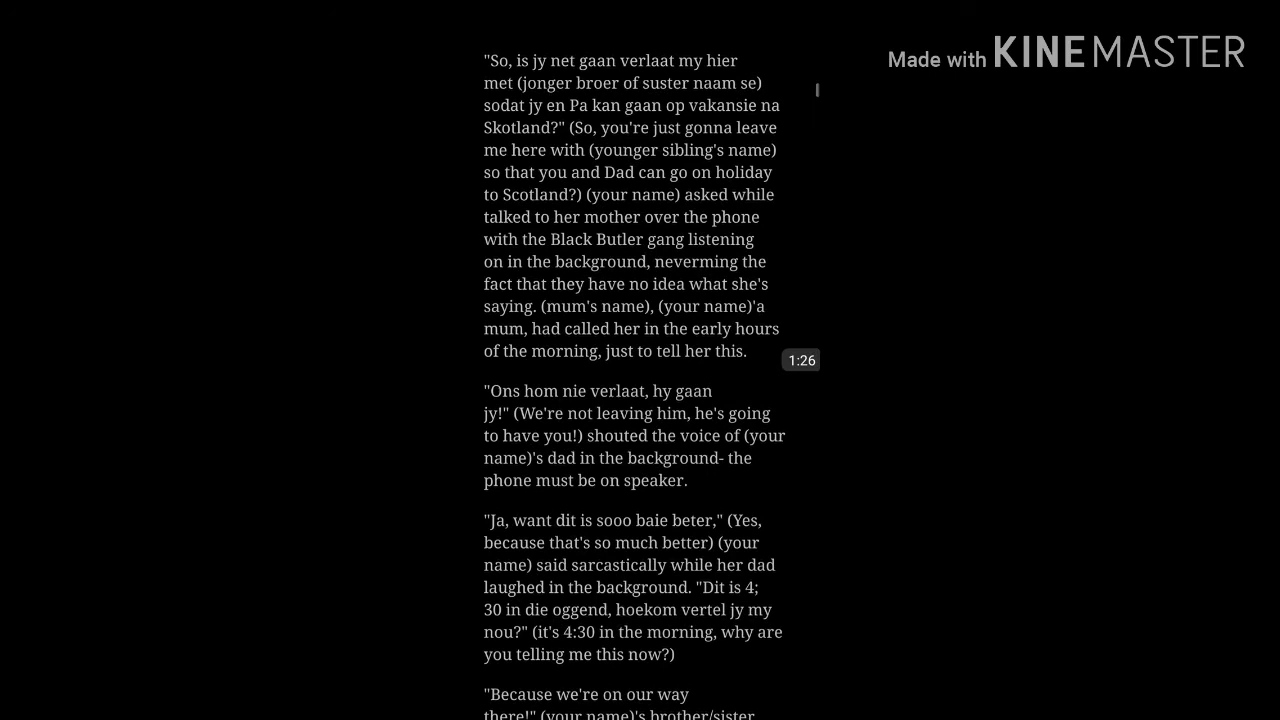 Made with KINEMASTER
"So, is jy net gaan verlaat my hier
met (jonger broer of suster naam se)
sodat jy en Pa kan gaan op vakansie na
Skotland?" (So, you're just gonna leave
me here with (younger sibling's name)
so that you and Dad can go on holiday
to Scotland?) (your name) asked while
talked to her mother over the phone
with the Black Butler gang listening
on in the background, neverming the
fact that they have no idea what she's
saying. (mum's name), (your name)'a
mum, had called her in the early hours
of the morning, just to tell her this.
1:26
"Ons hom nie verlaat, hy gaan
jy!" (We're not leaving him, he's going
to have you!) shouted the voice of (your
name)'s dad in the background- the
phone must be on speaker.
"Ja, want dit is sooo baie beter," (Yes,
because that's so much better) (your
name) said sarcastically while her dad
laughed in the background. "Dit is 4;
30 in die oggend, hoekom vertel jy my
nou?" (it's 4:30 in the morning, why are
you telling me this now?)
"Because we're on our way
there!" (your name)'s brother/sister